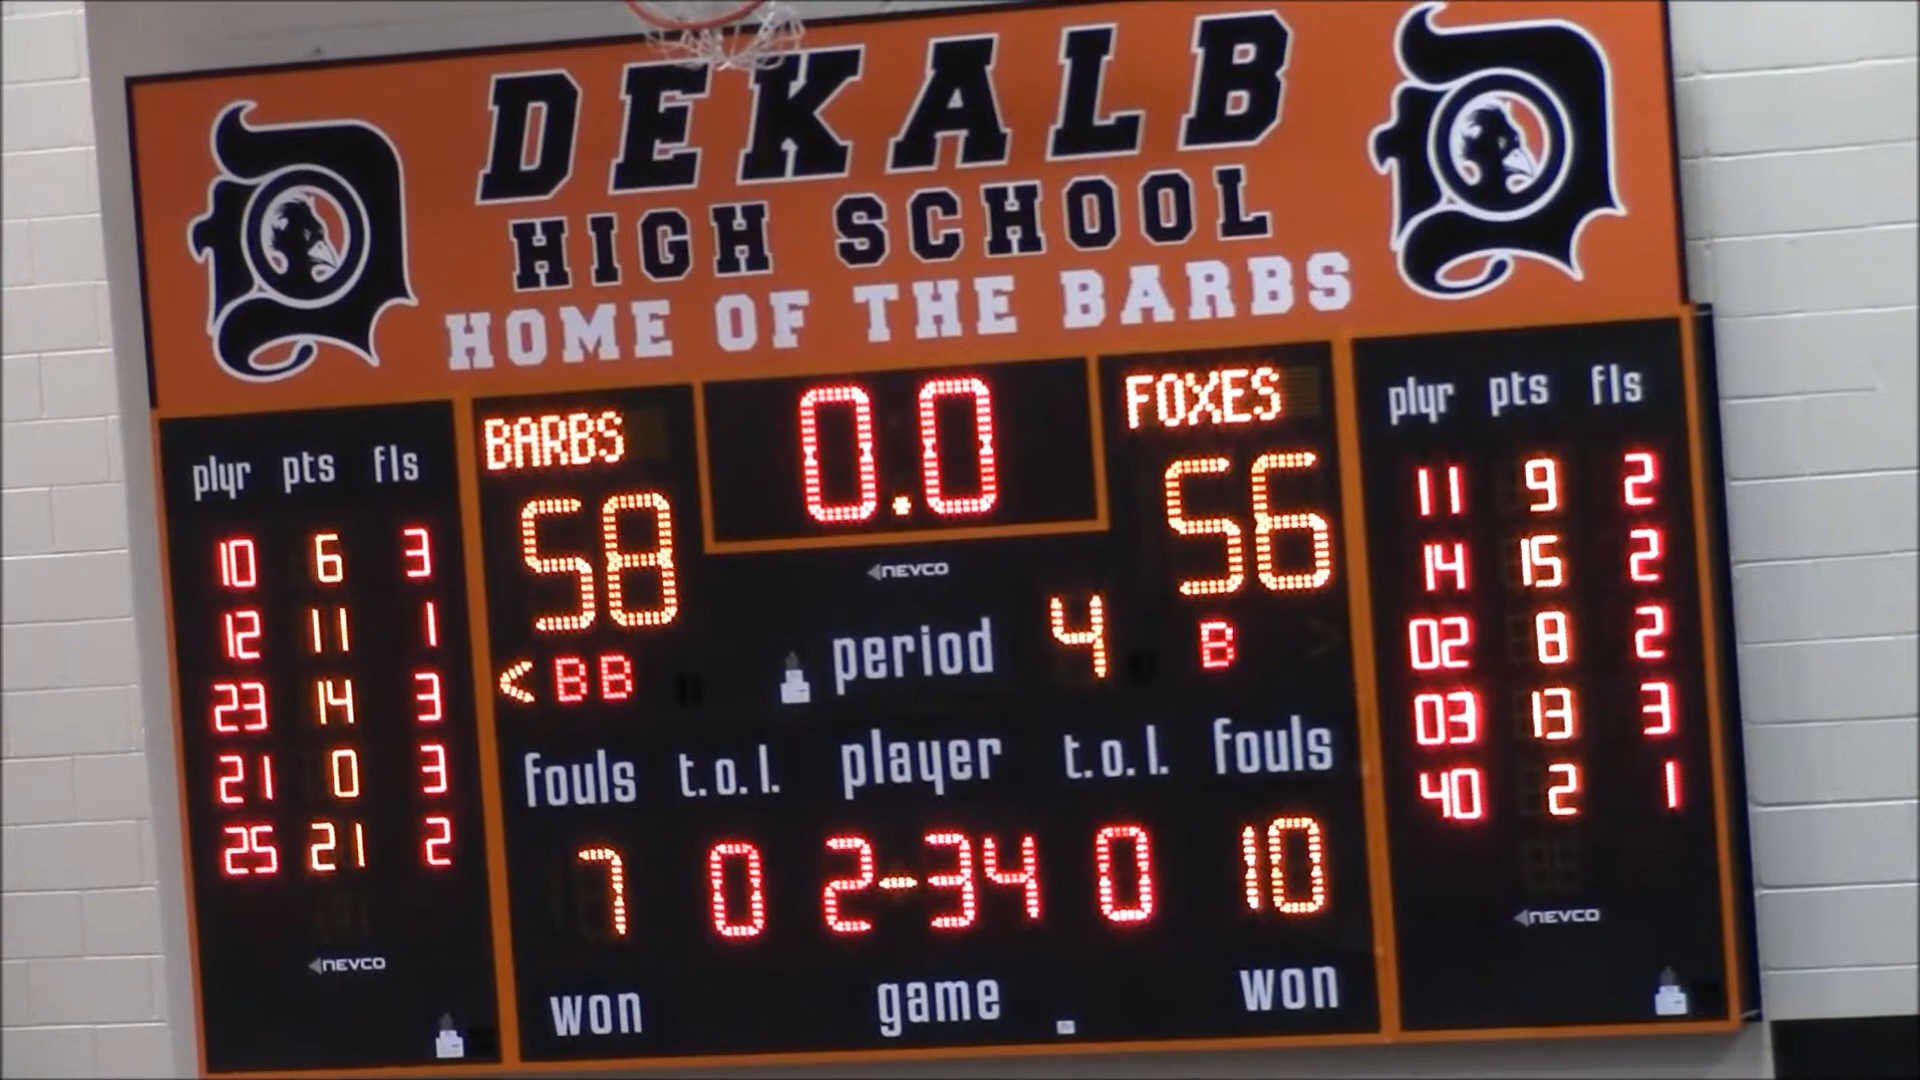 DEKALB
HIGH SCHOOL
HOME OF THE BARBS
plyr pts fls
10 6 3
12 11 1
23 14 3
21 0 3
25 21 2
NEVCO
BARBS
58
<BB
0.0
NEVCO
period 4
FOXES
56
B
fouls t.o.l. player t.o.l. fouls
7 0 2-34 0 10
won game won
plyr pts fls
11 9 2
14 15 2
02 8 2
03 13 3
40 2 1
NEVCO